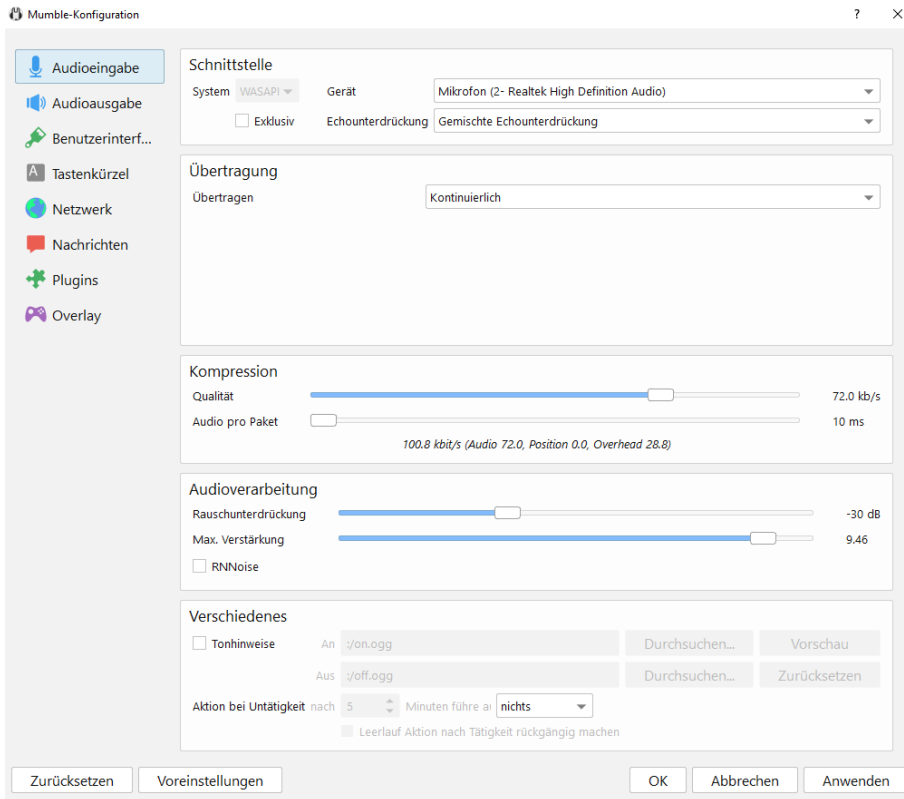 Mumble-Konfiguration
Audioeingabe
Audioausgabe
Benutzerinterf...
Tastenkürzel
Netzwerk
Nachrichten
Plugins
Overlay
Schnittstelle
System WASAPI Gerät Mikrofon (2- Realtek High Definition Audio)
Exklusiv Echounterdrückung Gemischte Echounterdrückung
Übertragung
Übertragen Kontinuierlich
Kompression
Qualität 72.0 kb/s
Audio pro Paket 10 ms
100.8 kbit/s (Audio 72.0, Position 0.0, Overhead 28.8)
Audioverarbeitung
Rauschunterdrückung -30 dB
Max. Verstärkung 9.46
RNNoise
Verschiedenes
Tonhinweise An :/on.ogg Durchsuchen... Vorschau
Aus :/off.ogg Durchsuchen... Zurücksetzen
Aktion bei Untätigkeit nach 5 Minuten führe au nichts
Leerlauf Aktion nach Tätigkeit rückgängig machen
Zurücksetzen Voreinstellungen OK Abbrechen Anwenden